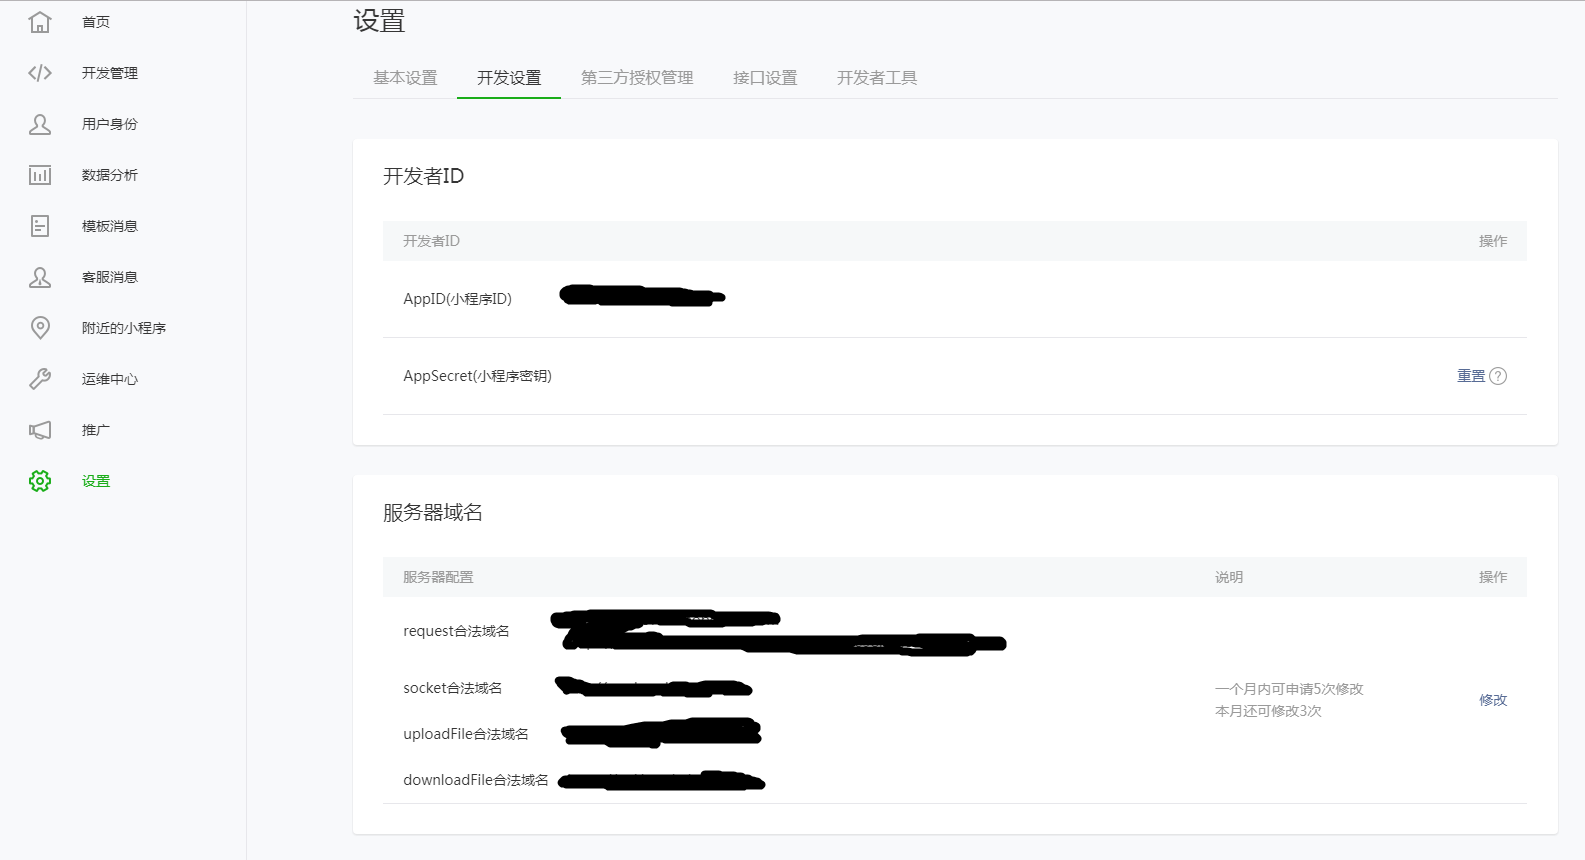 首页
开发管理
用户身份
数据分析
模板消息
客服消息
附近的小程序
运维中心
推广
设置
设置
基本设置 开发设置 第三方授权管理 接口设置 开发者工具
开发者ID
开发者ID 操作
AppID(小程序ID)
AppSecret(小程序密钥) 重置 ?
服务器域名
服务器配置 说明 操作
request合法域名
socket合法域名
一个月内可申请5次修改
本月还可修改3次
修改
uploadFile合法域名
downloadFile合法域名